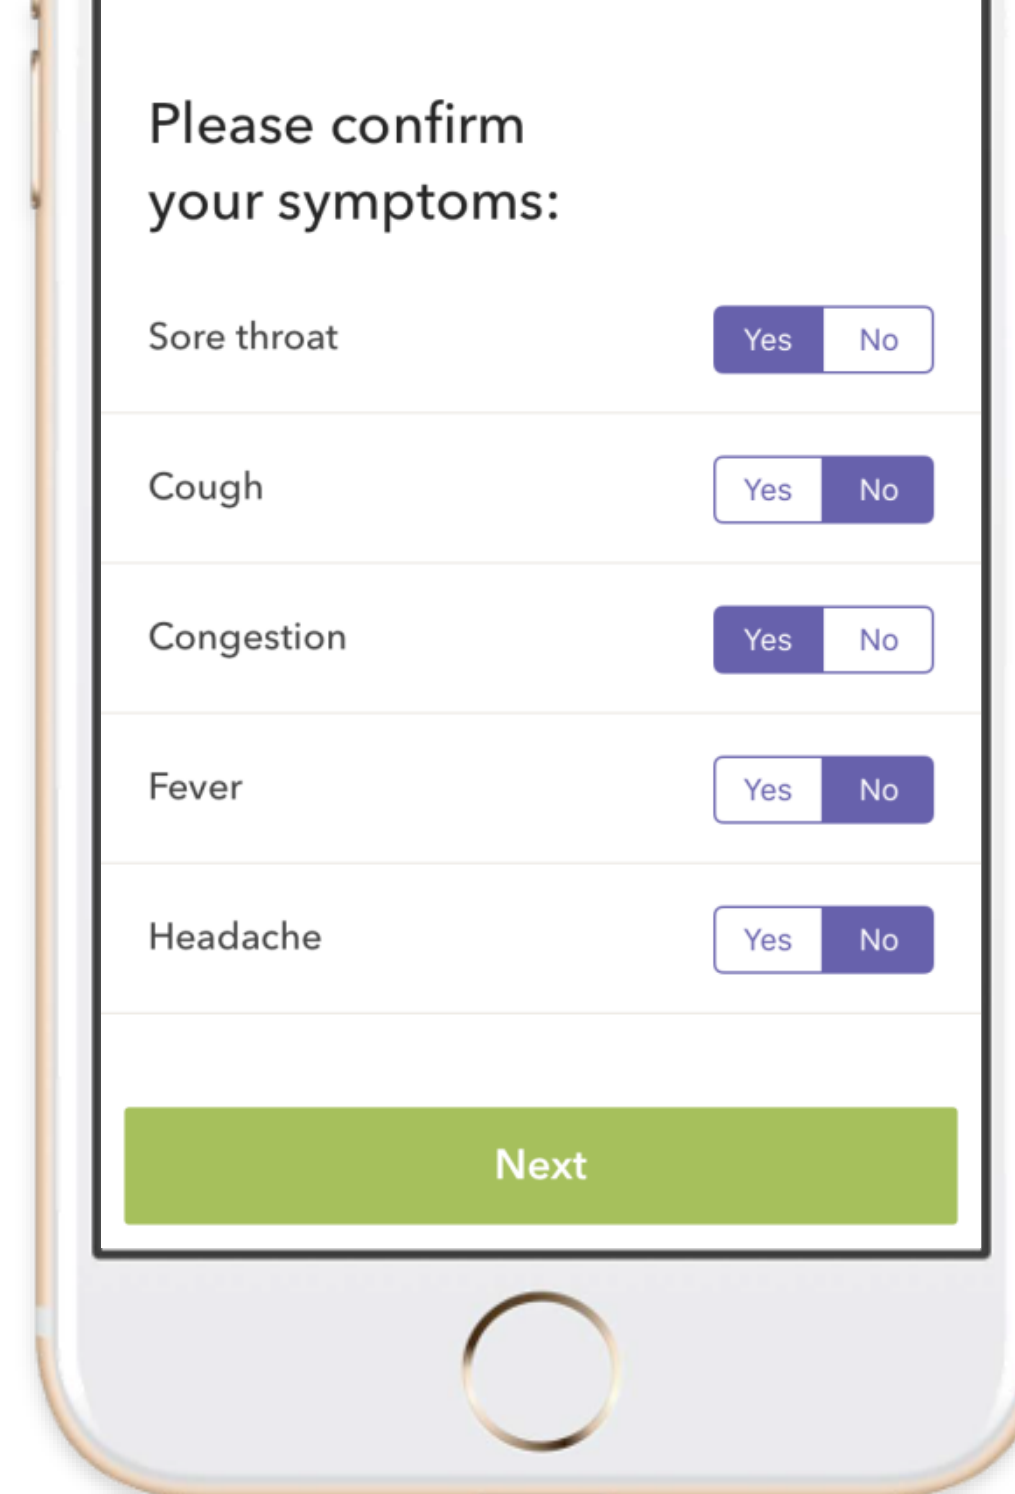 Please confirm
your symptoms:
Sore throat Yes No
Cough Yes No
Congestion Yes No
Fever Yes No
Headache Yes No
Next